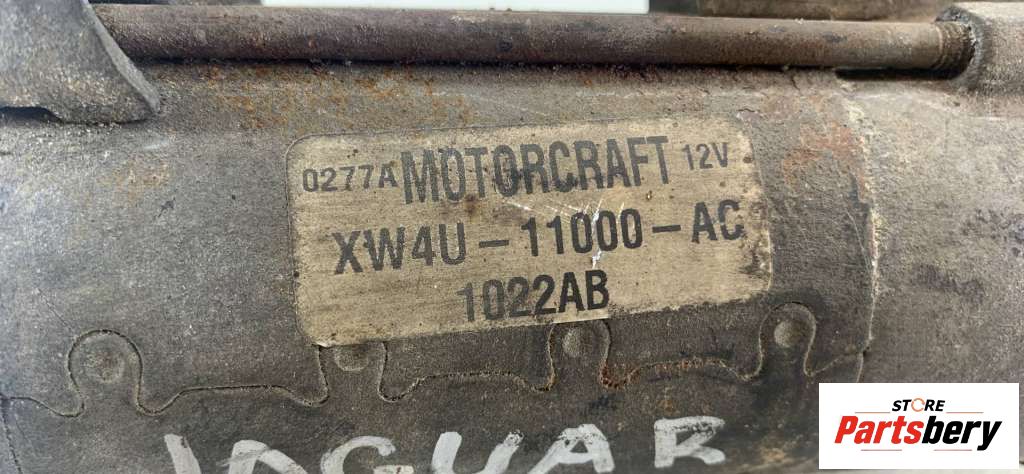 0277A MOTORCRAFT 12V
XW4U-11000-AC
1022AB
JAGUAR
STORE
Partsbery